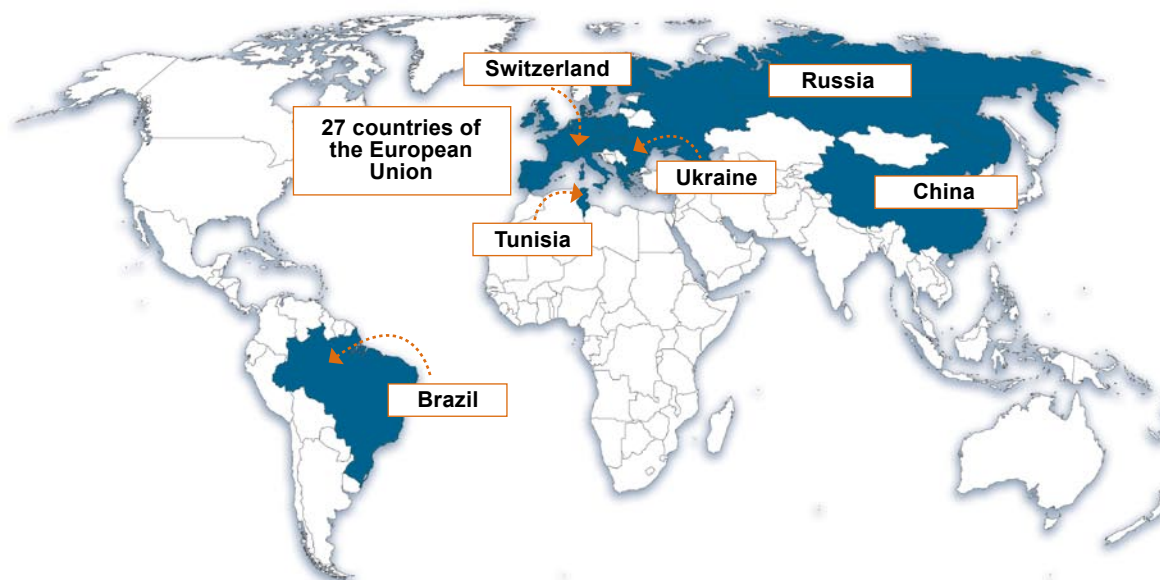 Switzerland
Russia
27 countries of
the European
Union
Ukraine
China
Tunisia
Brazil